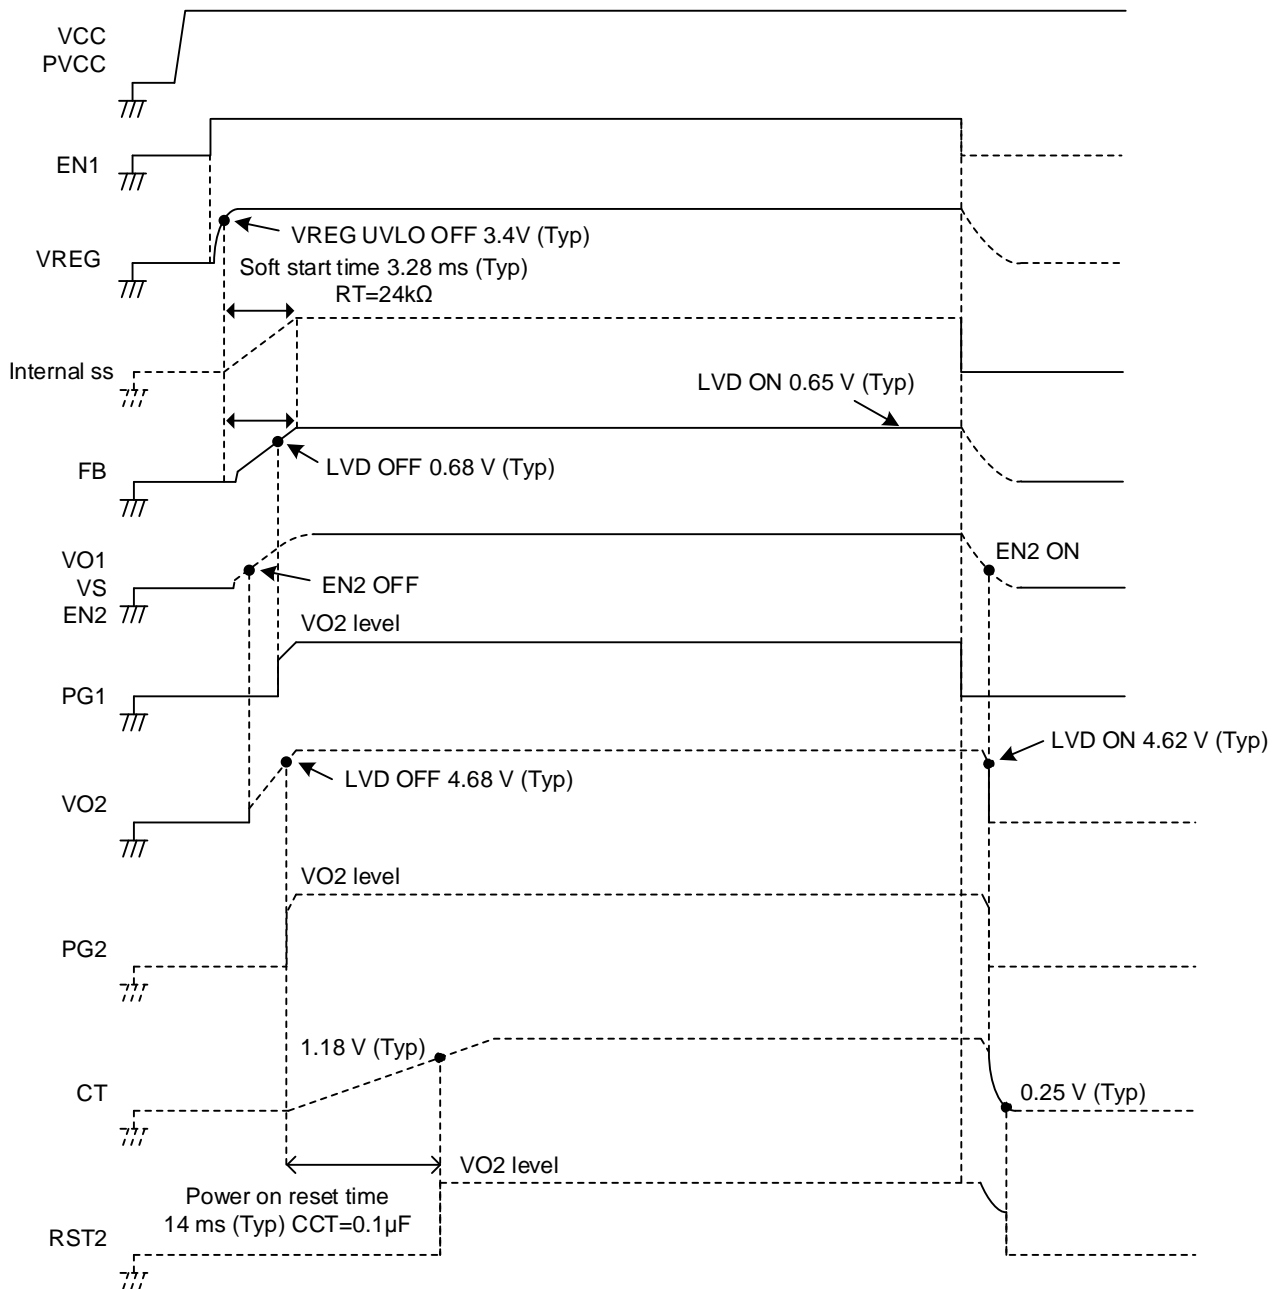 VCC
PVCC
EN1
VREG UVLO OFF 3.4V (Typ)
VREG
Soft start time 3.28 ms (Typ)
RT=24kΩ
Internal ss
LVD ON 0.65 V (Typ)
LVD OFF 0.68 V (Typ)
FB
VO1
VS
EN2
EN2 ON
EN2 OFF
VO2 level
PG1
LVD ON 4.62 V (Typ)
LVD OFF 4.68 V (Typ)
VO2
VO2 level
PG2
1.18 V (Typ)
CT
0.25 V (Typ)
VO2 level
Power on reset time
14 ms (Typ) CCT=0.1µF
RST2